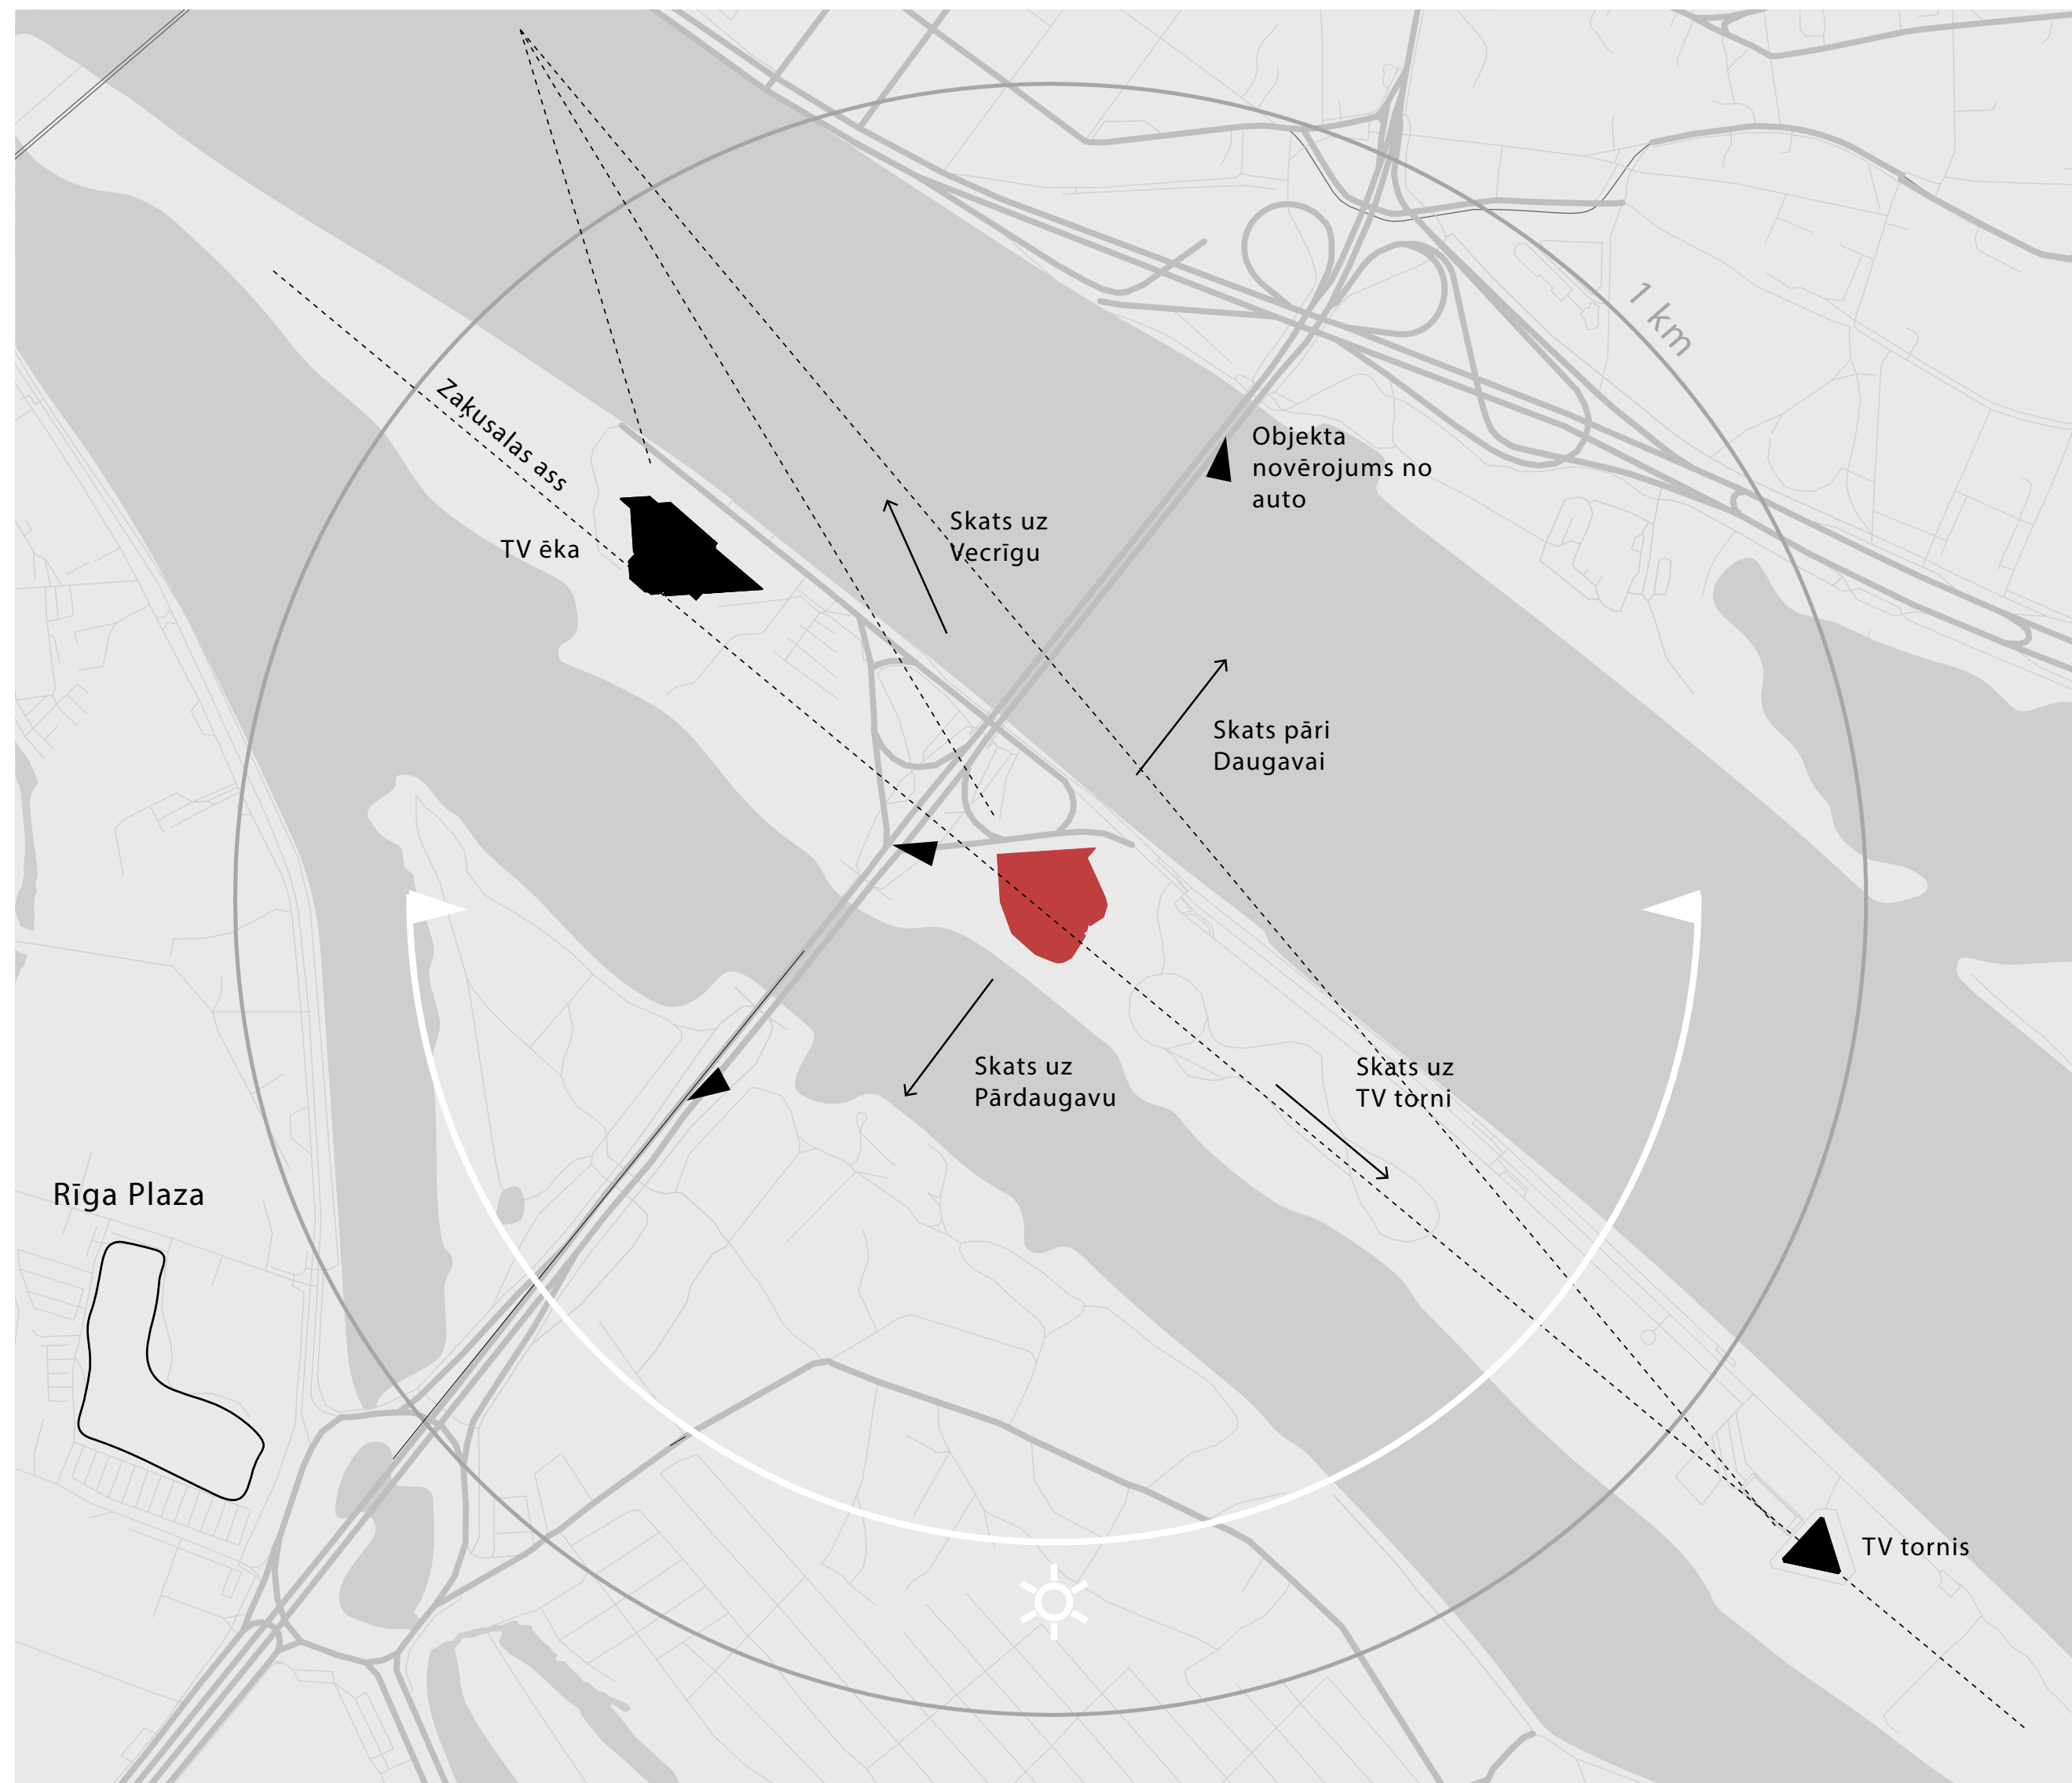 1 km
Zaķusalas ass
Objekta
novērojums no
auto
Skats uz
Vecrīgu
TV ēka
Skats pāri
Daugavai
Skats uz
Pārdaugavu
Skats uz
TV torni
Rīga Plaza
TV tornis